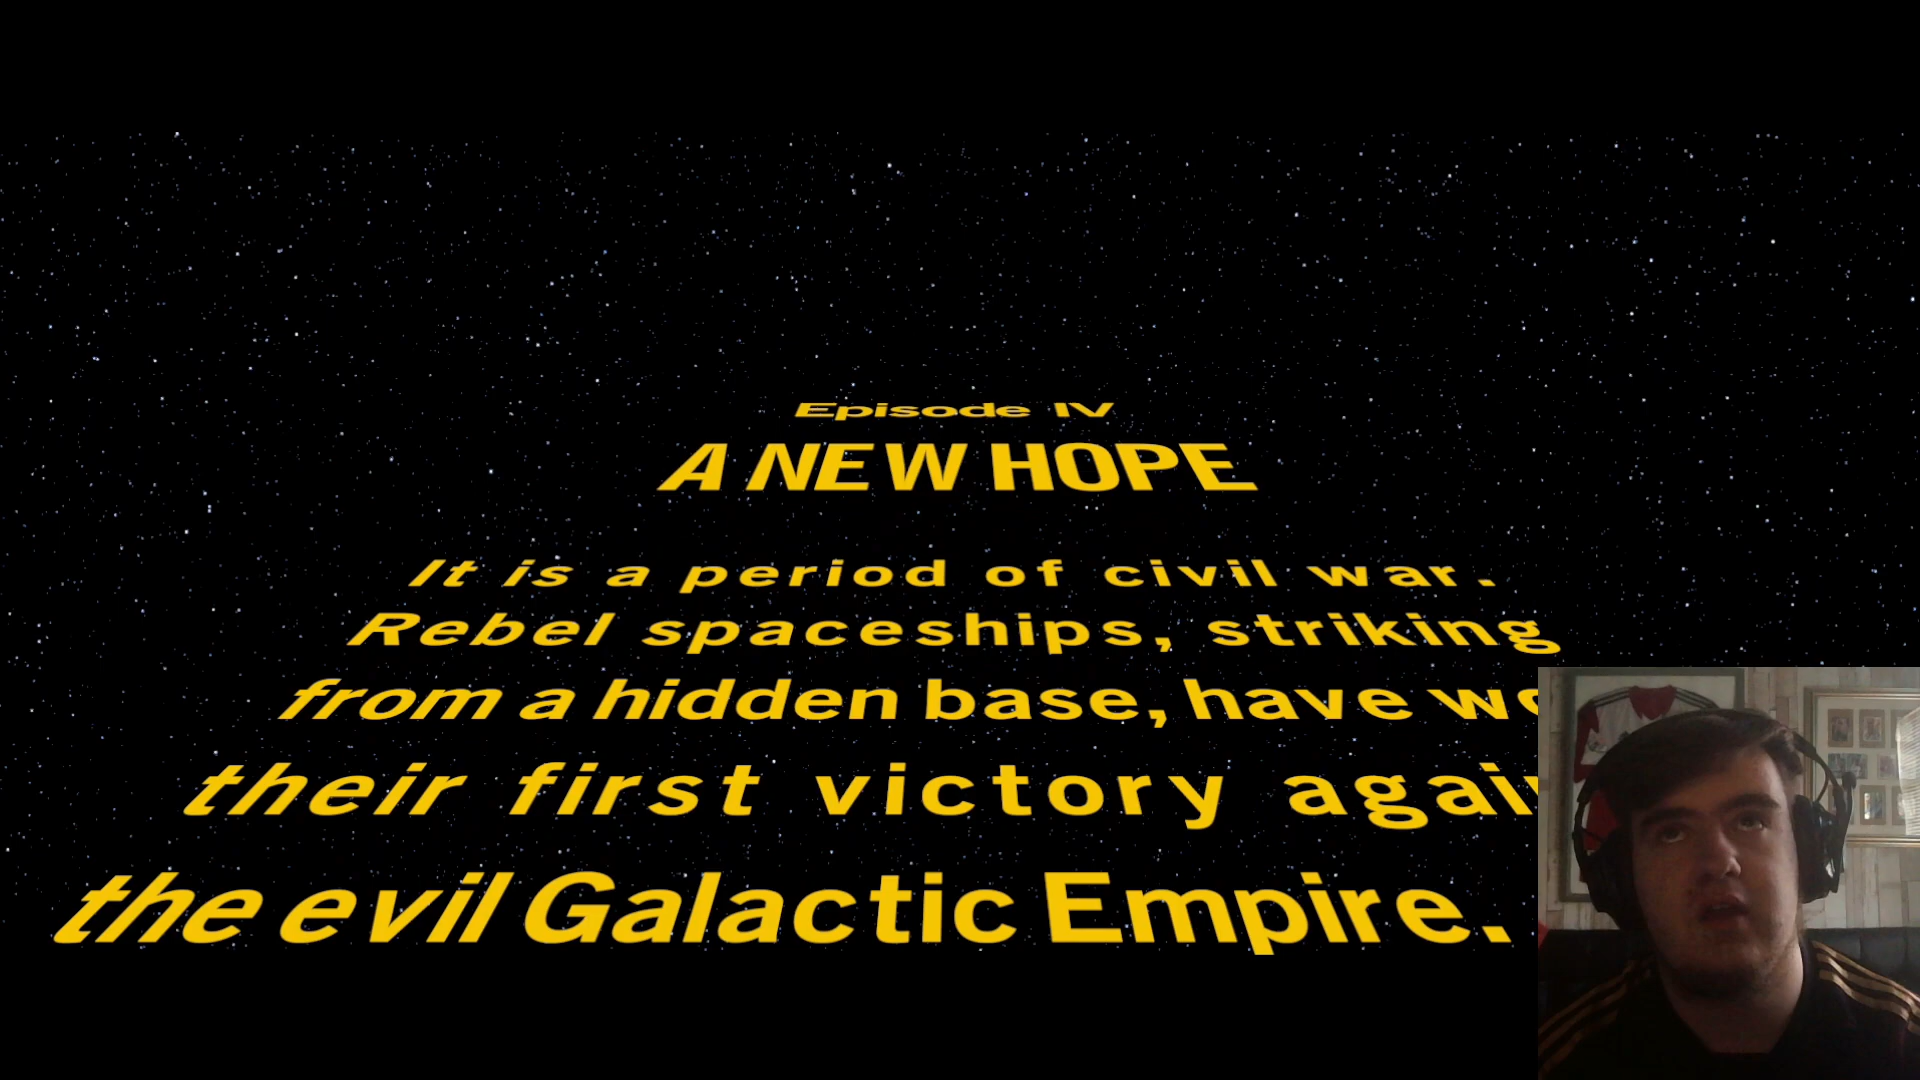 Episode IV
A NEW HOPE
It is a period of civil war.
Rebel spaceships, striking
from a hidden base, have
their first victory
the evil Galactic Empire.